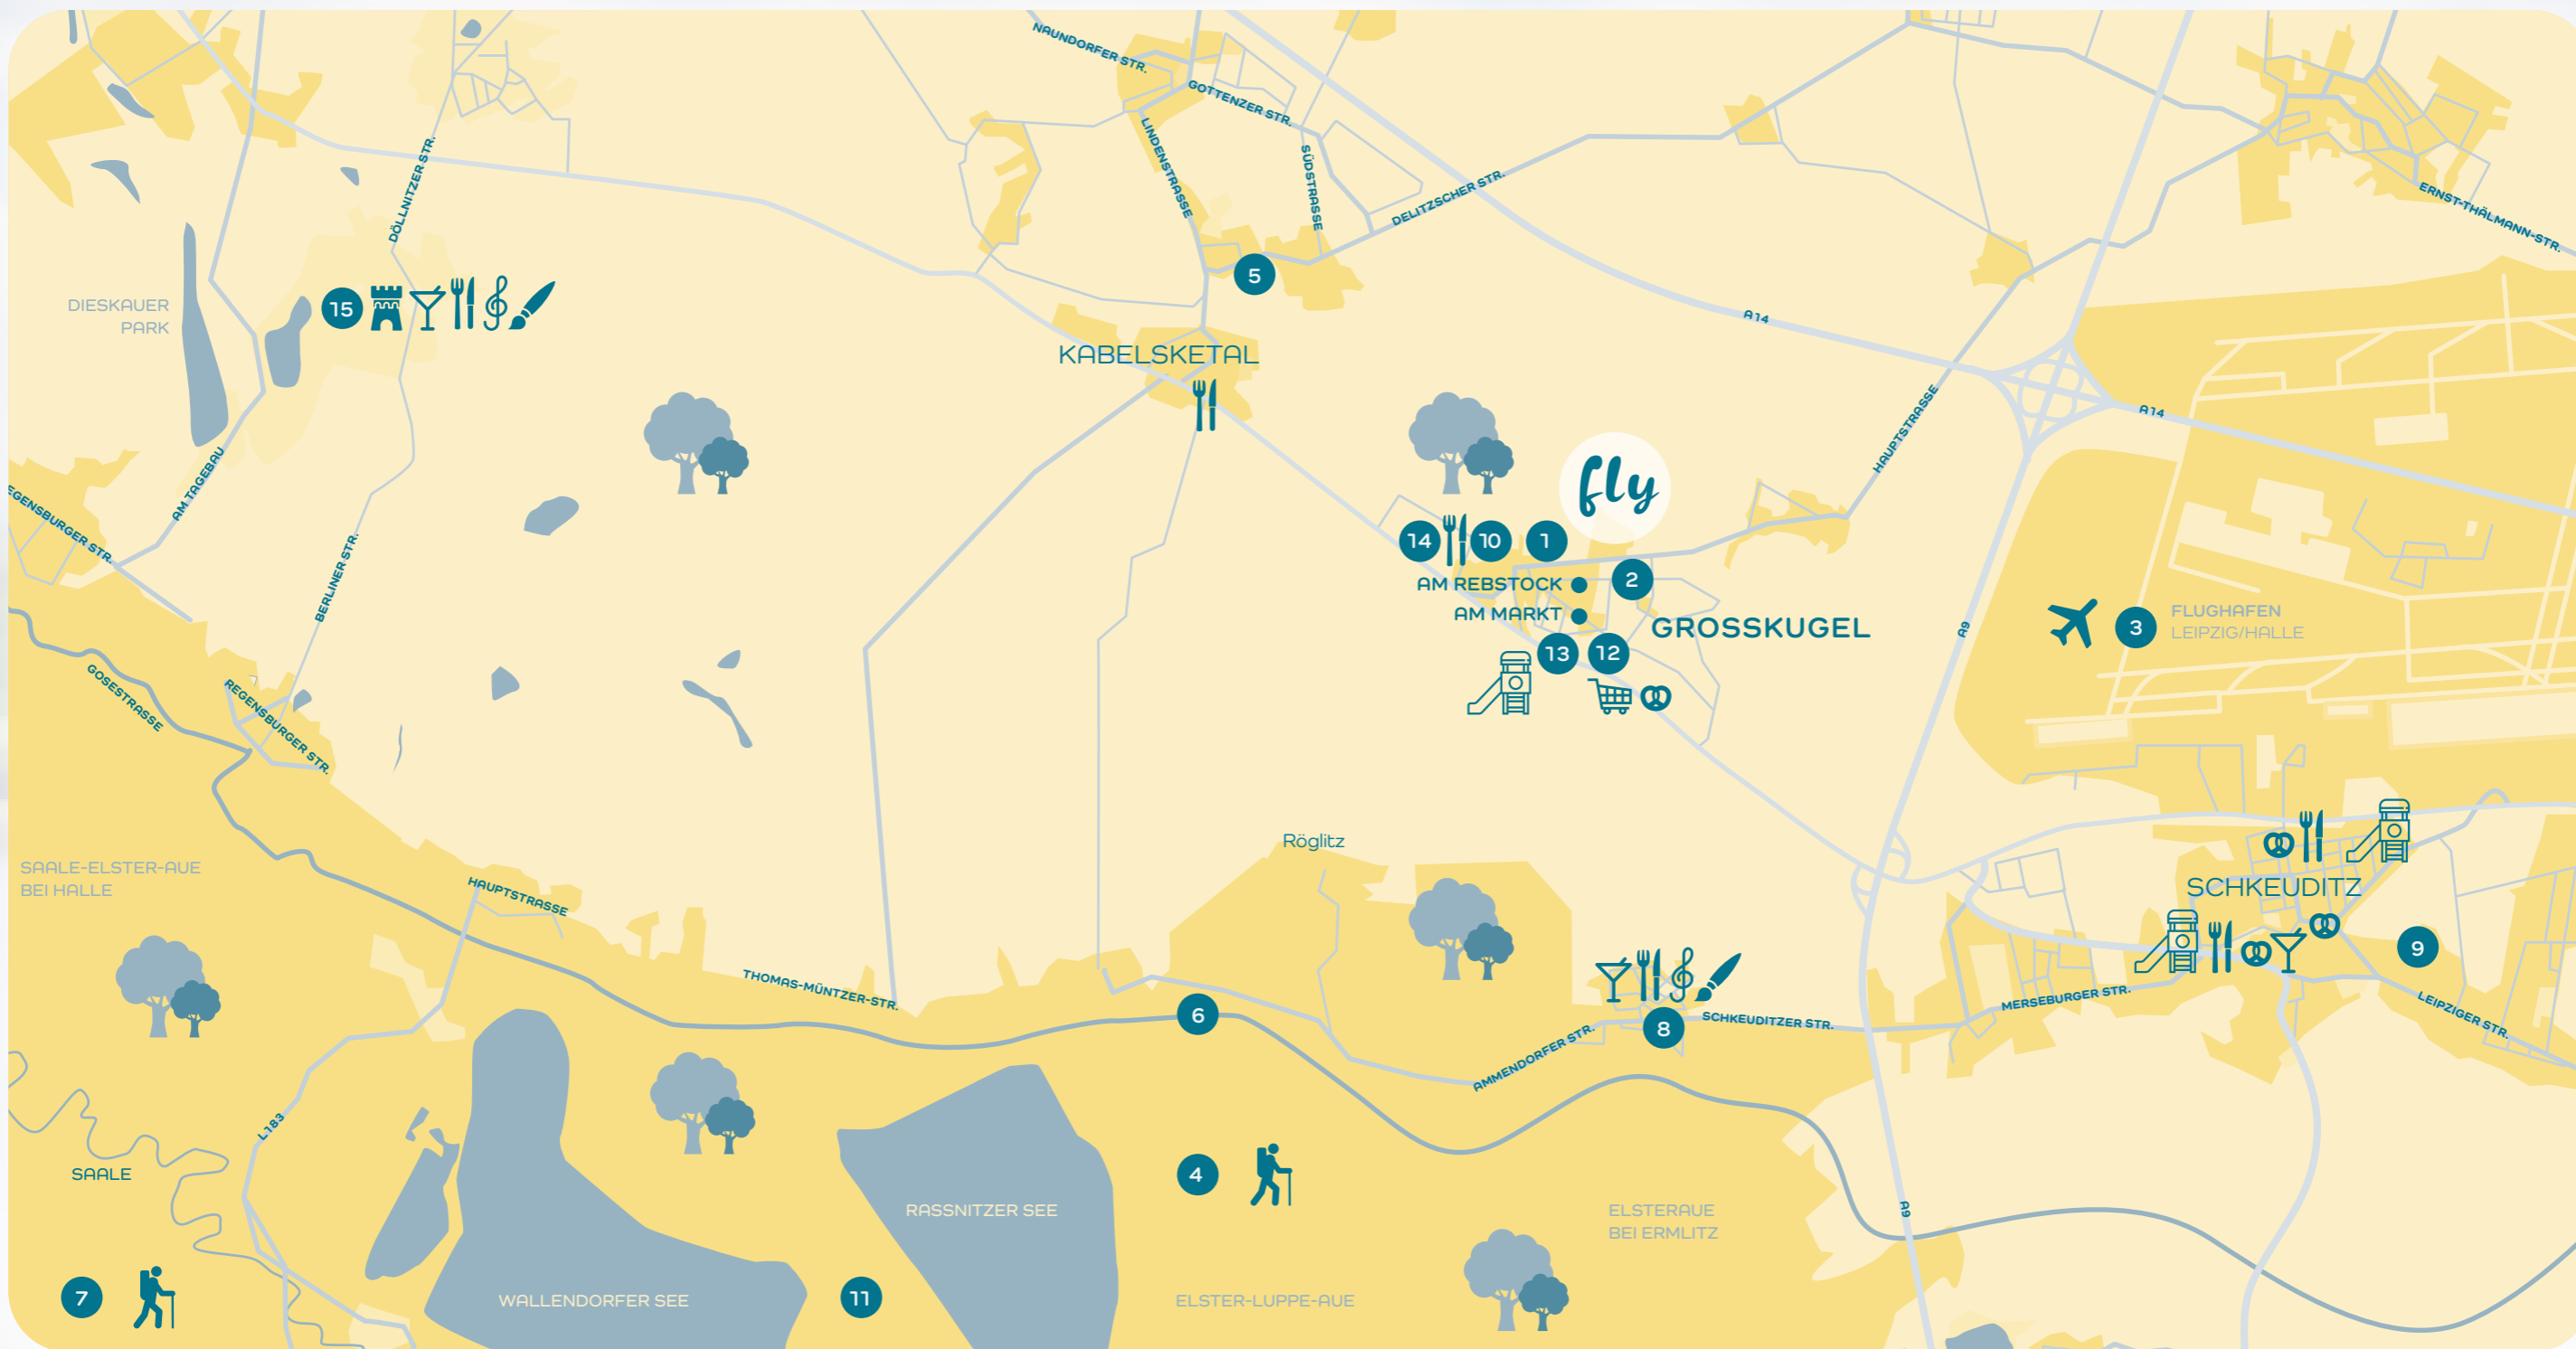 NAUNDORFER STR.
GOTTENZER STR.
LINDENSTRASSE
SÜDSTRASSE
DELITZSCHER STR.
DÖLLNITZER STR.
ERNST-THÄLMANN-STR.
5
DIESKAUER
PARK
15
A14
KABELSKETAL
HAUPTSTRASSE
A14
fly
AM TAGEBAU
EGENSBURGER STR.
BERLINER STR.
14
10
1
AM REBSTOCK
2
AM MARKT
GROSSKUGEL
13
12
A9
3
FLUGHAFEN
LEIPZIG/HALLE
GOSESTRASSE
REGENSBURGER STR.
Röglitz
SAALE-ELSTER-AUE
BEI HALLE
HAUPTSTRASSE
SCHKEUDITZ
9
THOMAS-MÜNTZER-STR.
6
8
AMMENDORFER STR.
SCHKEUDITZER STR.
MERSEBURGER STR.
LEIPZIGER STR.
L183
SAALE
4
RASSNITZER SEE
ELSTERAUE
BEI ERMLITZ
A9
7
WALLENDORFER SEE
11
ELSTER-LUPPE-AUE